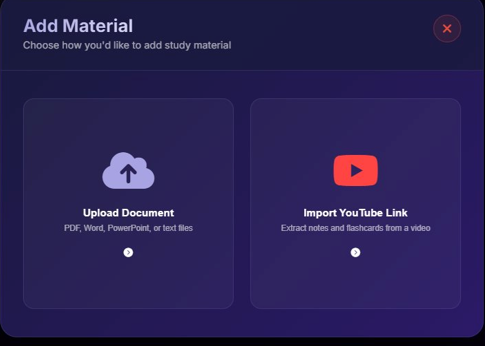 Add Material
Choose how you'd like to add study material
Upload Document
PDF, Word, PowerPoint, or text files
Import YouTube Link
Extract notes and flashcards from a video